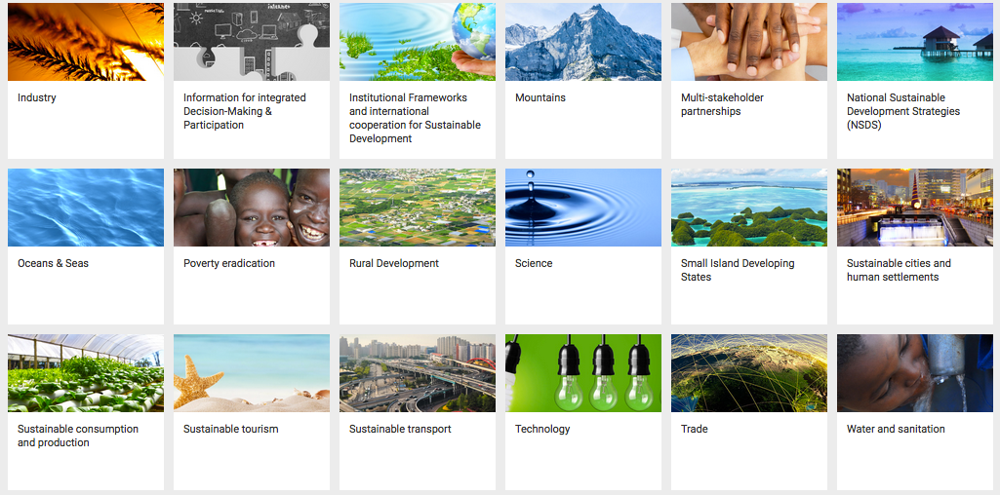 internet
Industry
Information for integrated
Decision-Making &
Participation
Institutional Frameworks
and international
cooperation for Sustainable
Development
Mountains
Multi-stakeholder
partnerships
National Sustainable
Development Strategies
(NSDS)
Oceans & Seas
Poverty eradication
Rural Development
Science
Small Island Developing
States
Sustainable cities and
human settlements
Sustainable consumption
and production
Sustainable tourism
Sustainable transport
Technology
Trade
Water and sanitation